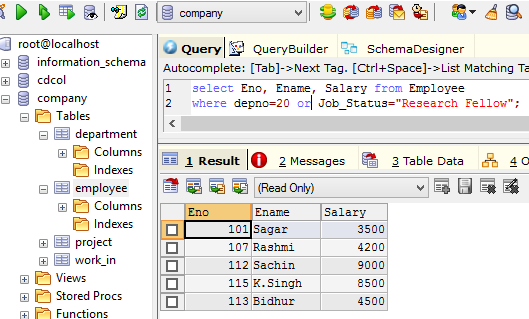 company
root@localhost
information_schema
cdcol
company
Tables
department
Columns
Indexes
employee
Columns
Indexes
project
work_in
Views
Stored Procs
Functions
Query QueryBuilder SchemaDesigner
Autocomplete: [Tab]->Next Tag. [Ctrl+Space]->List Matching Ta
1 select Eno, Ename, Salary from Employee
2 where depno=20 or Job_Status="Research Fellow";
1 Result 2 Messages 3 Table Data 4 O
(Read Only)
Eno Ename Salary
101 Sagar 3500
107 Rashmi 4200
112 Sachin 9000
115 K.Singh 8500
113 Bidhur 4500